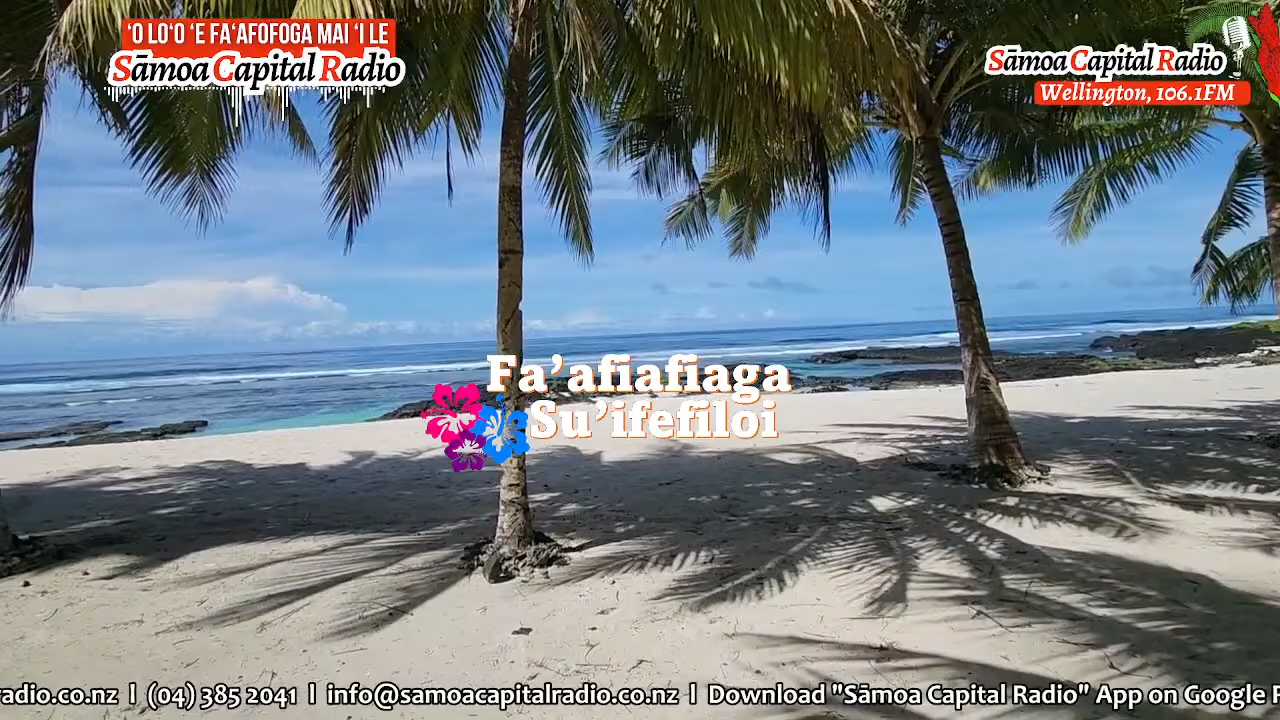 ‘O LO‘O ‘E FA‘AFOFOGA MAI ‘I LE
Sāmoa Capital Radio
Sāmoa Capital Radio
Wellington, 106.1FM
Fa’afiafiaga
Su’ifefiloi
adio.co.nz l (04) 385 2041 l info@samoacapitalradio.co.nz l Download "Sāmoa Capital Radio" App on Google